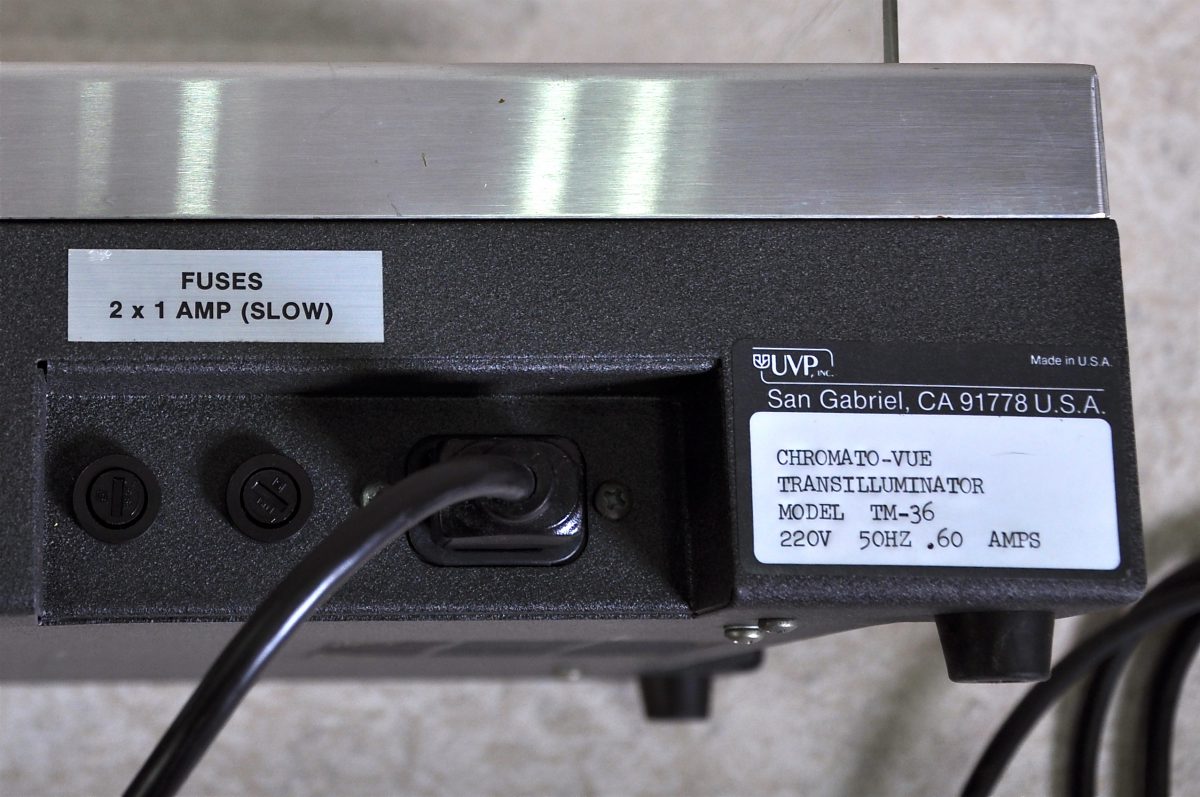 FUSES
2 x 1 AMP (SLOW)
UVP, INC.
Made in U.S.A.
San Gabriel, CA 91778 U.S.A.
CHROMATO-VUE
TRANSILLUMINATOR
MODEL TM-36
220V 50HZ .60 AMPS